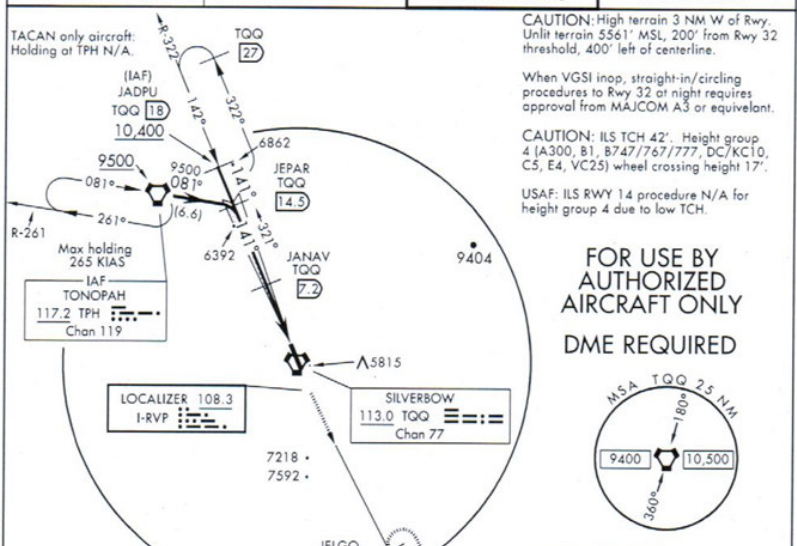 TACAN only aircraft:
Holding at TPH N/A.
R-322
TQQ
27
(IAF)
JADPU
TQQ 18
10,400
142°
322°
6862
9500
9500
081°
081°
(6.6)
261°
R-261
141°
JEPAR
TQQ
14.5
321°
141°
6392
Max holding
265 KIAS
JANAV
TQQ
7.2
9404
IAF
TONOPAH
117.2 TPH
Chan 119
5815
LOCALIZER 108.3
I-RVP
SILVERBOW
113.0 TQQ
Chan 77
7218
7592
CAUTION: High terrain 3 NM W of Rwy.
Unlit terrain 5561' MSL, 200' from Rwy 32
threshold, 400' left of centerline.
When VGSI inop, straight-in/circling
procedures to Rwy 32 at night requires
approval from MAJCOM A3 or equivelant.
CAUTION: ILS TCH 42'. Height group
4 (A300, B1, B747/767/777, DC/KC10,
C5, E4, VC25) wheel crossing height 17'.
USAF: ILS RWY 14 procedure N/A for
height group 4 due to low TCH.
FOR USE BY
AUTHORIZED
AIRCRAFT ONLY
DME REQUIRED
MSA TQQ 25 NM
180°
9400
10,500
360°